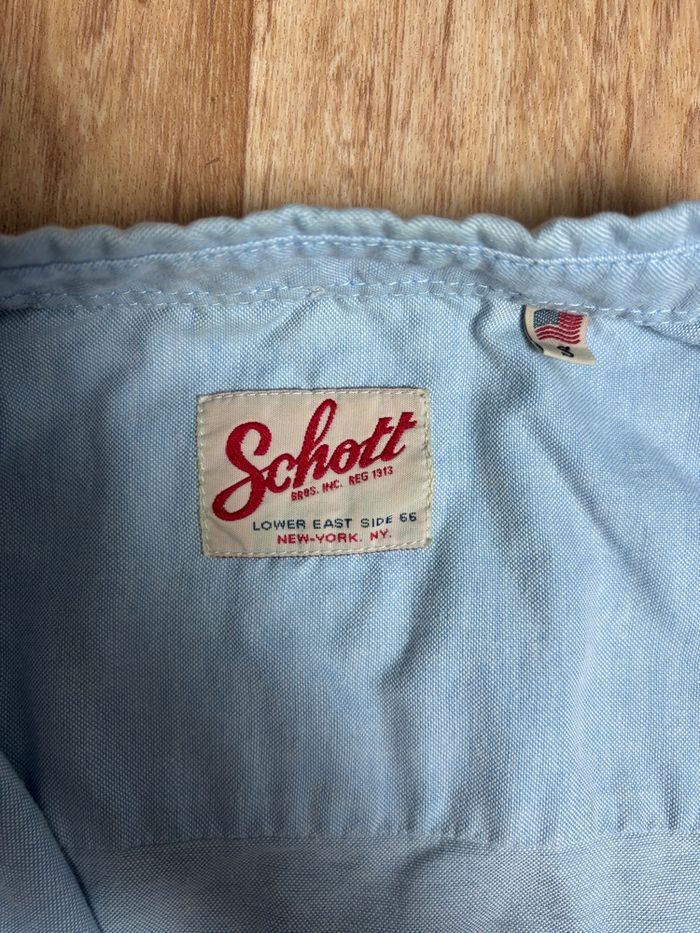 Schott
BROS. INC. REG 1913
LOWER EAST SIDE 66
NEW-YORK. NY.